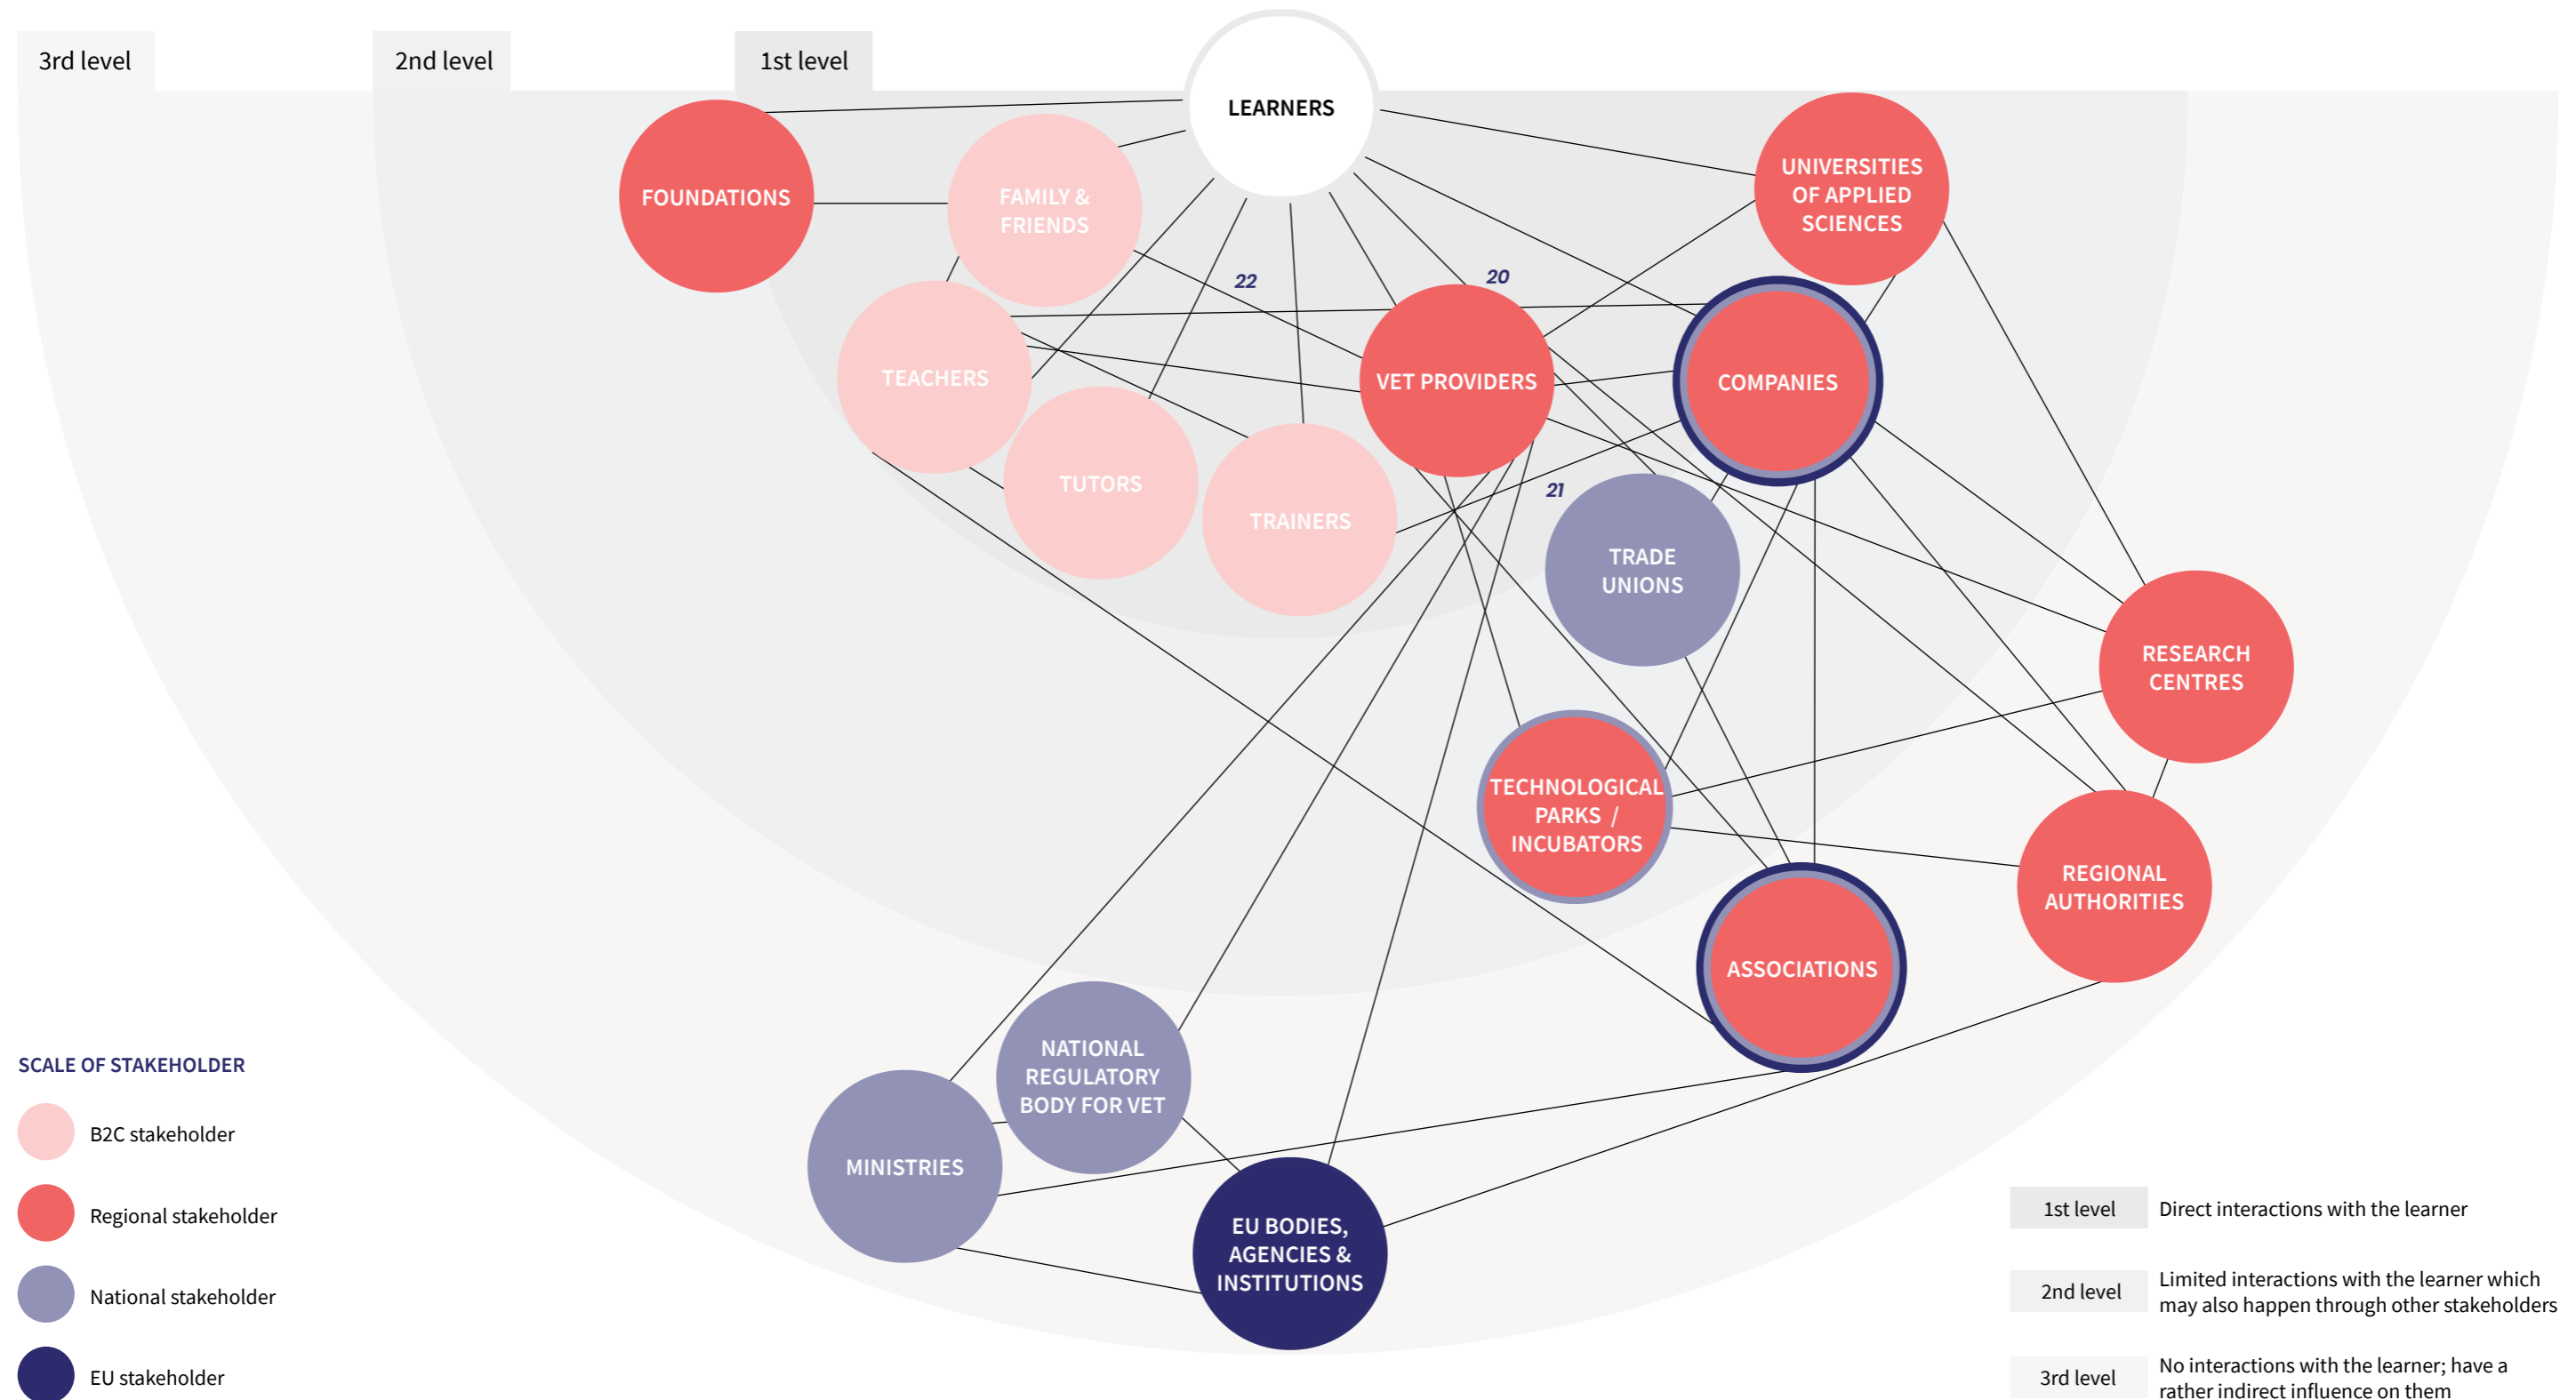 3rd level
2nd level
1st level
LEARNERS
FOUNDATIONS
FAMILY &
FRIENDS
UNIVERSITIES
OF APPLIED
SCIENCES
22
20
TEACHERS
VET PROVIDERS
COMPANIES
TUTORS
TRAINERS
21
TRADE
UNIONS
RESEARCH
CENTRES
TECHNOLOGICAL
PARKS /
INCUBATORS
REGIONAL
AUTHORITIES
ASSOCIATIONS
NATIONAL
REGULATORY
BODY FOR VET
MINISTRIES
EU BODIES,
AGENCIES &
INSTITUTIONS
SCALE OF STAKEHOLDER
B2C stakeholder
Regional stakeholder
National stakeholder
EU stakeholder
1st level
Direct interactions with the learner
2nd level
Limited interactions with the learner which
may also happen through other stakeholders
3rd level
No interactions with the learner; have a
rather indirect influence on them